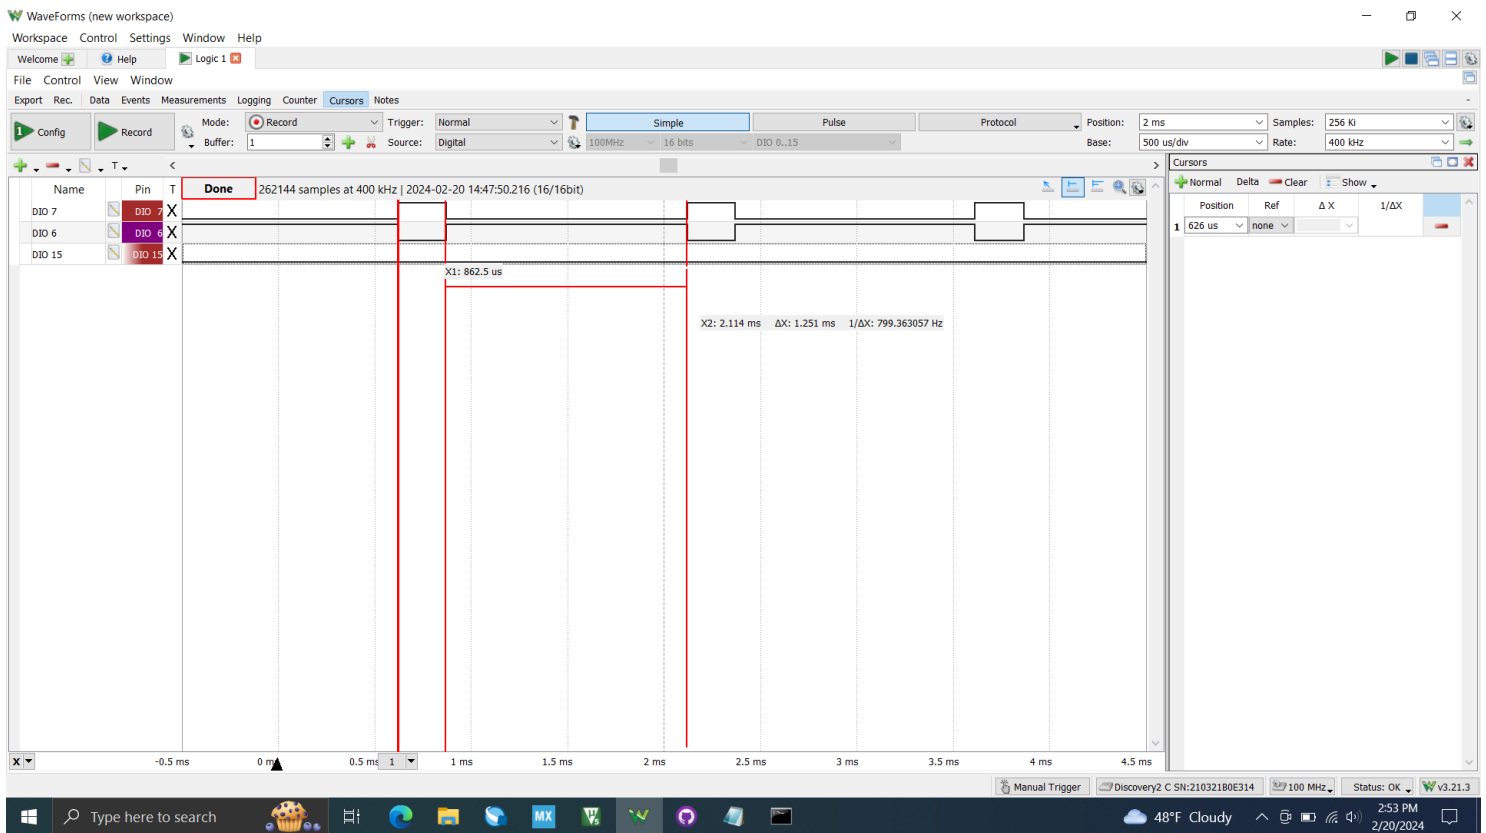 WaveForms (new workspace)
Workspace Control Settings Window Help
Welcome Help Logic 1
File Control View Window
Export Rec. Data Events Measurements Logging Counter Cursors Notes
Config Record Mode: Record Trigger: Normal Simple Pulse Protocol Position: 2 ms Samples: 256 Ki
Buffer: 1 Source: Digital 100MHz 16 bits DIO 0..15 Base: 500 us/div Rate: 400 kHz
T Cursors
Name Pin T Done 262144 samples at 400 kHz | 2024-02-20 14:47:50.216 (16/16bit)
Normal Delta Clear Show
Position Ref Δ X 1/ΔX
1 626 us none
DIO 7 DIO 7 X
DIO 6 DIO 6 X
DIO 15 DIO 15 X
X1: 862.5 us
X2: 2.114 ms ΔX: 1.251 ms 1/ΔX: 799.363057 Hz
X -0.5 ms 0 ms 0.5 ms 1 1 ms 1.5 ms 2 ms 2.5 ms 3 ms 3.5 ms 4 ms 4.5 ms
Manual Trigger Discovery2 C SN:210321B0E314 100 MHz Status: OK v3.21.3
Type here to search MX 48°F Cloudy 2:53 PM
2/20/2024